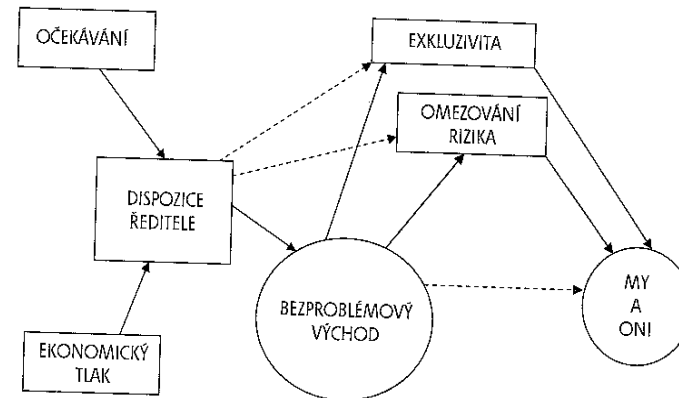 OČEKÁVÁNÍ
EXKLUZIVITA
OMEZOVÁNÍ
RIZIKA
DISPOZICE
ŘEDITELE
BEZPROBLÉMOVÝ
VÝCHOD
MY
A
ONI
EKONOMICKÝ
TLAK